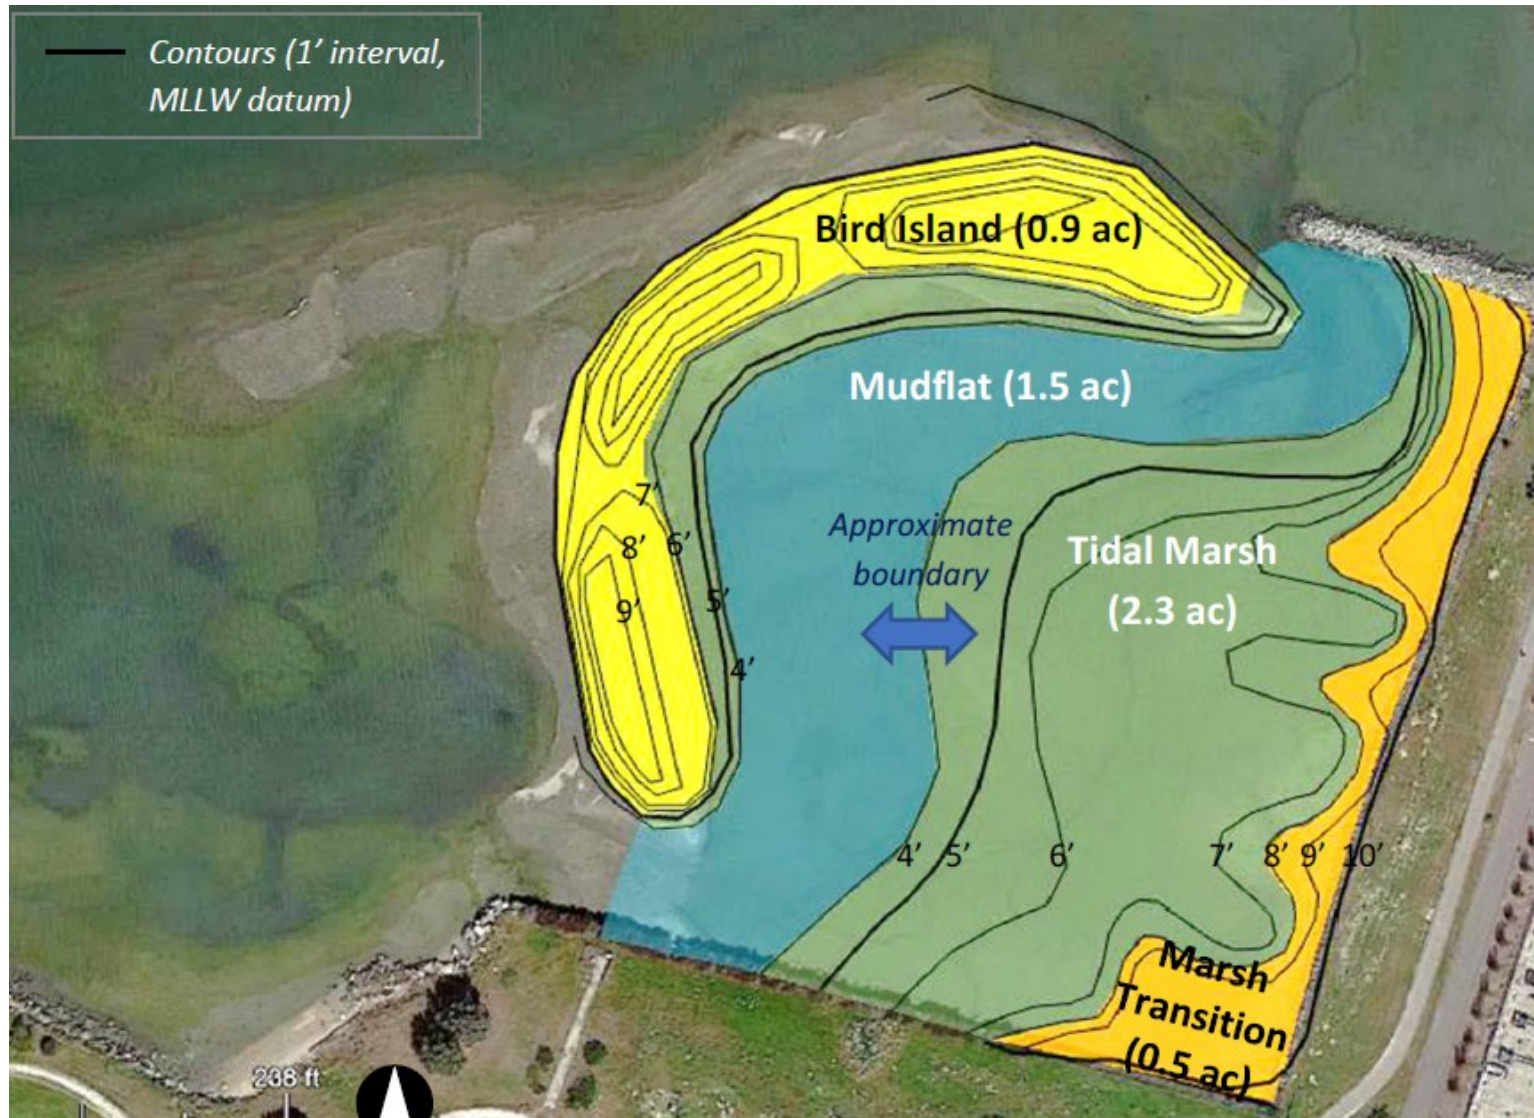 Contours (1’ interval,
MLLW datum)
Bird Island (0.9 ac)
Mudflat (1.5 ac)
7’
Approximate
boundary
8’
6’
Tidal Marsh
(2.3 ac)
9’
5’
4’
4’
5’
6’
7’
8’
9’
10’
Marsh
Transition
(0.5 ac)
238 ft